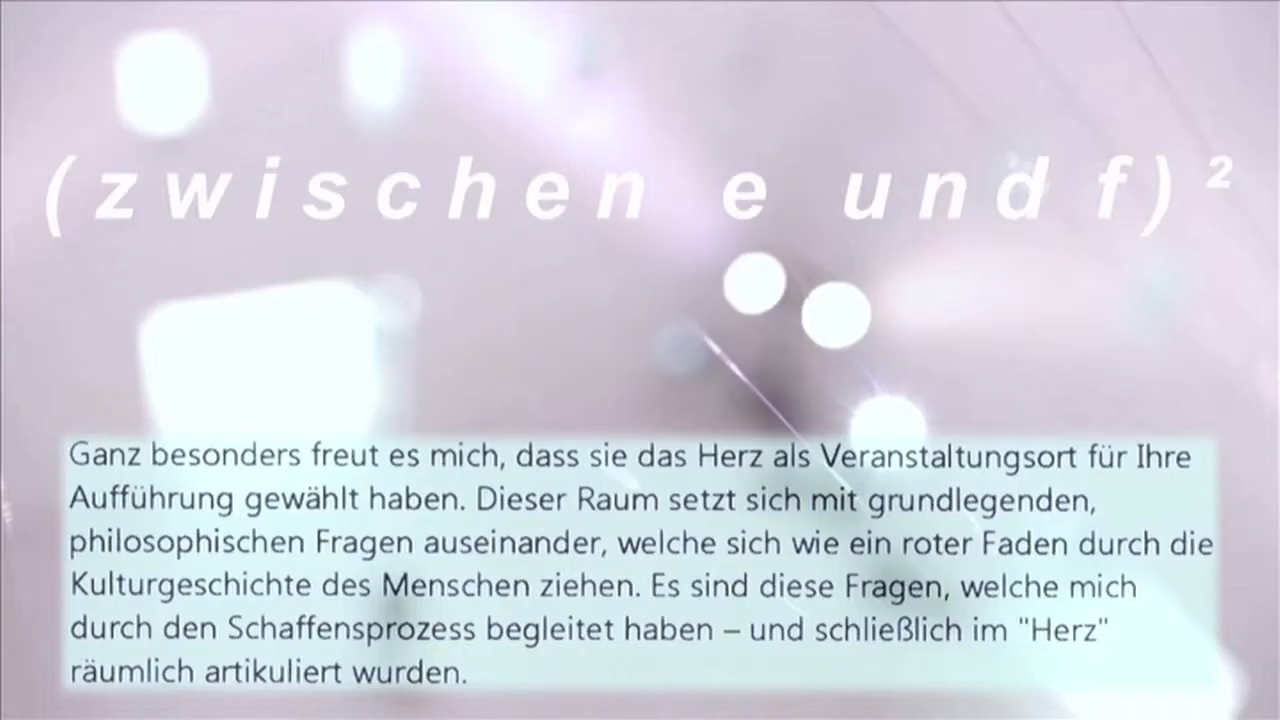 (zwischen e und f)²
Ganz besonders freut es mich, dass sie das Herz als Veranstaltungsort für Ihre
Aufführung gewählt haben. Dieser Raum setzt sich mit grundlegenden,
philosophischen Fragen auseinander, welche sich wie ein roter Faden durch die
Kulturgeschichte des Menschen ziehen. Es sind diese Fragen, welche mich
durch den Schaffensprozess begleitet haben – und schließlich im "Herz"
räumlich artikuliert wurden.